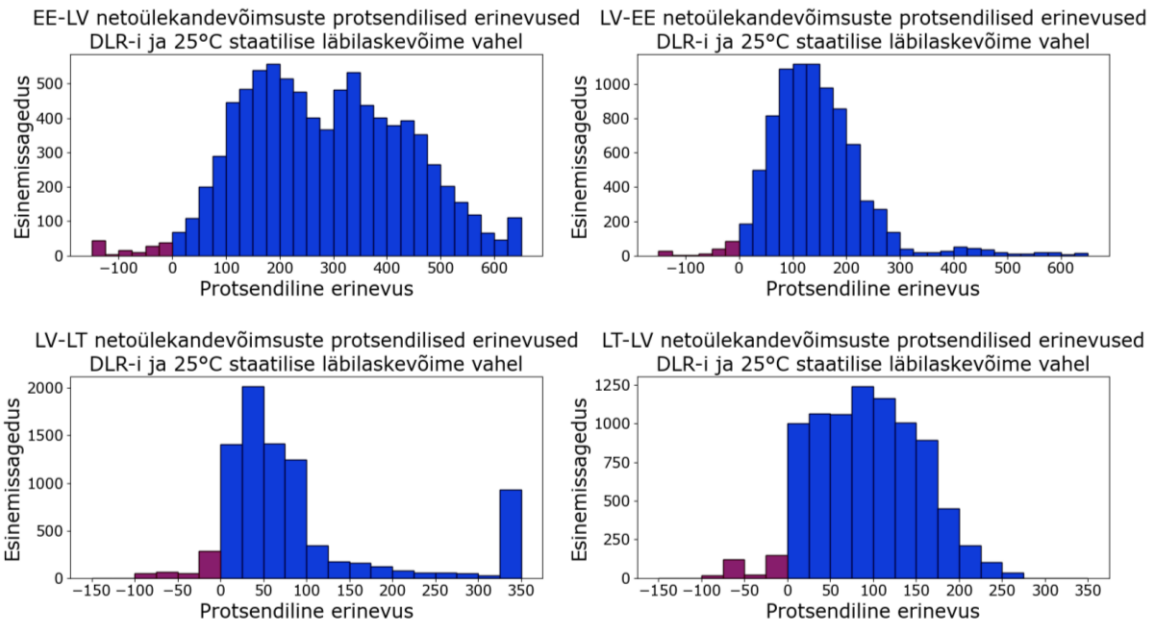 EE-LV netoülekandevõimsuste protsendilised erinevused
DLR-i ja 25°C staatilise läbilaskevõime vahel
Esinemissagedus
500
400
300
200
100
0
−100 0 100 200 300 400 500 600
Protsendiline erinevus
LV-EE netoülekandevõimsuste protsendilised erinevused
DLR-i ja 25°C staatilise läbilaskevõime vahel
Esinemissagedus
1000
800
600
400
200
0
−100 0 100 200 300 400 500 600
Protsendiline erinevus
LV-LT netoülekandevõimsuste protsendilised erinevused
DLR-i ja 25°C staatilise läbilaskevõime vahel
Esinemissagedus
2000
1500
1000
500
0
−150 −100 −50 0 50 100 150 200 250 300 350
Protsendiline erinevus
LT-LV netoülekandevõimsuste protsendilised erinevused
DLR-i ja 25°C staatilise läbilaskevõime vahel
Esinemissagedus
1250
1000
750
500
250
0
−150 −100 −50 0 50 100 150 200 250 300 350
Protsendiline erinevus